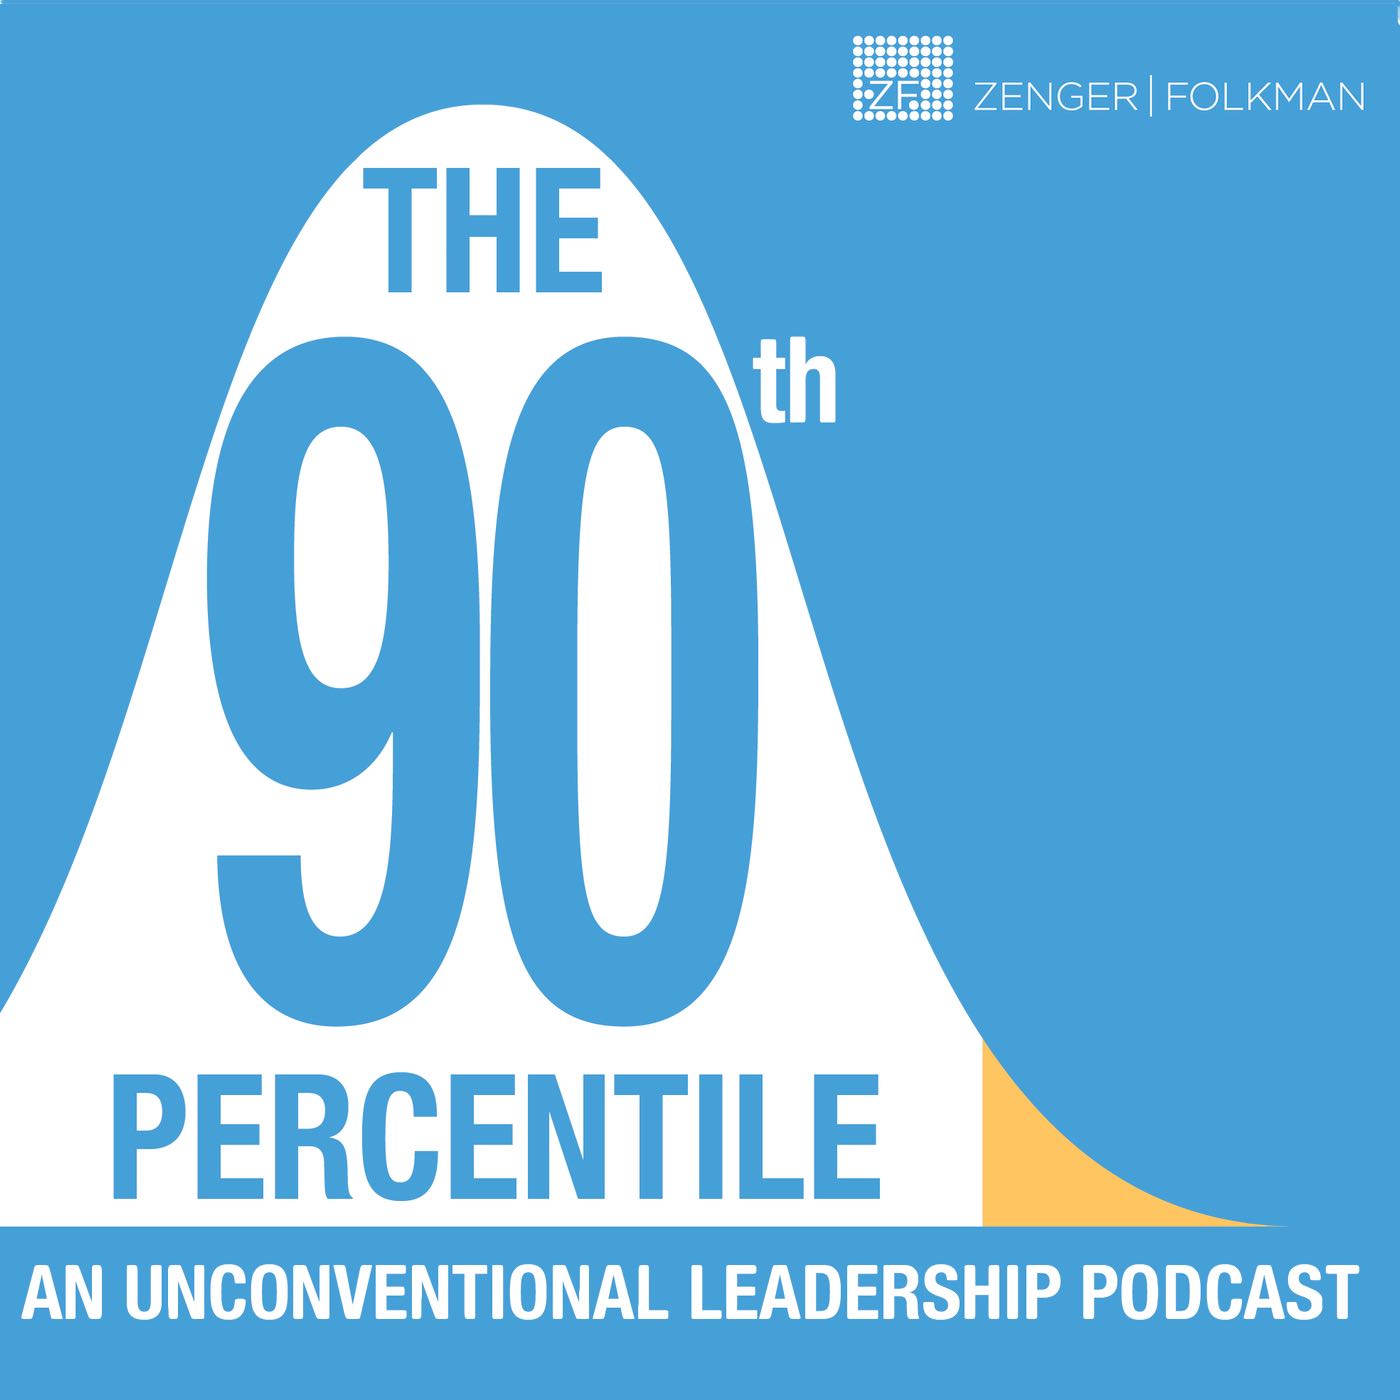 ZF ZENGER | FOLKMAN
THE
90th
PERCENTILE
AN UNCONVENTIONAL LEADERSHIP PODCAST